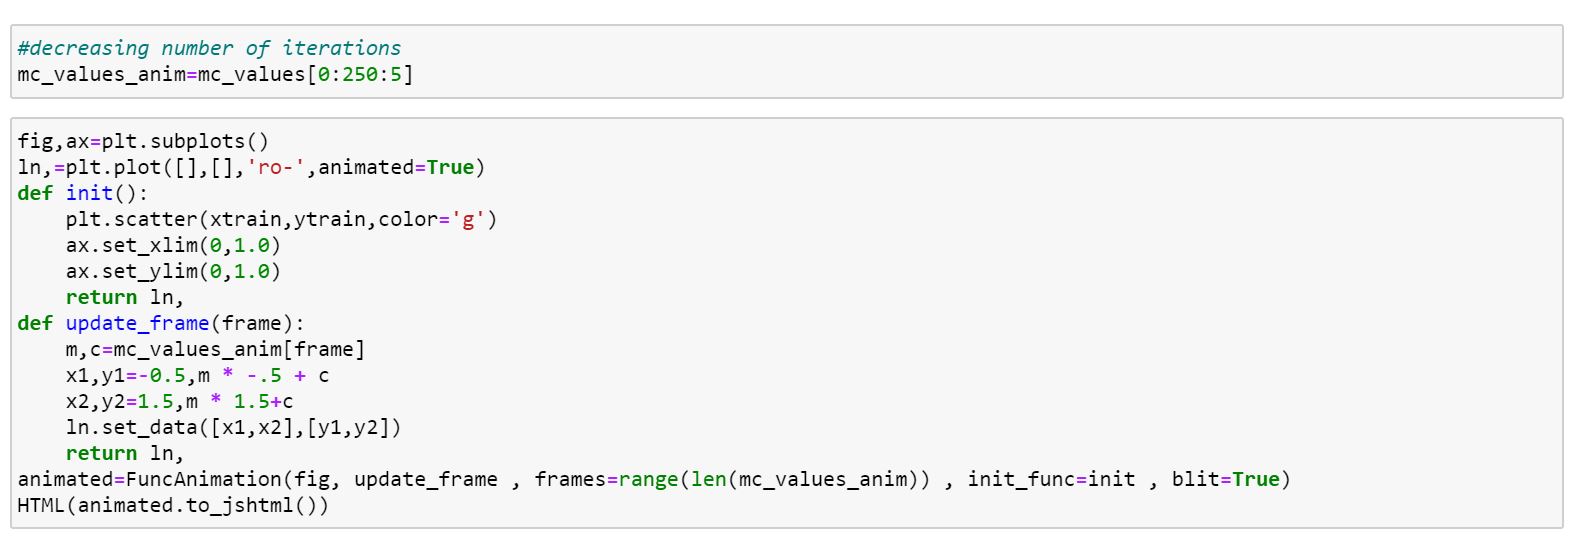 #decreasing number of iterations
mc_values_anim=mc_values[0:250:5]
fig,ax=plt.subplots()
ln,=plt.plot([],[],'ro-',animated=True)
def init():
    plt.scatter(xtrain,ytrain,color='g')
    ax.set_xlim(0,1.0)
    ax.set_ylim(0,1.0)
    return ln,
def update_frame(frame):
    m,c=mc_values_anim[frame]
    x1,y1=-0.5,m * -.5 + c
    x2,y2=1.5,m * 1.5+c
    ln.set_data([x1,x2],[y1,y2])
    return ln,
animated=FuncAnimation(fig, update_frame , frames=range(len(mc_values_anim)) , init_func=init , blit=True)
HTML(animated.to_jshtml())